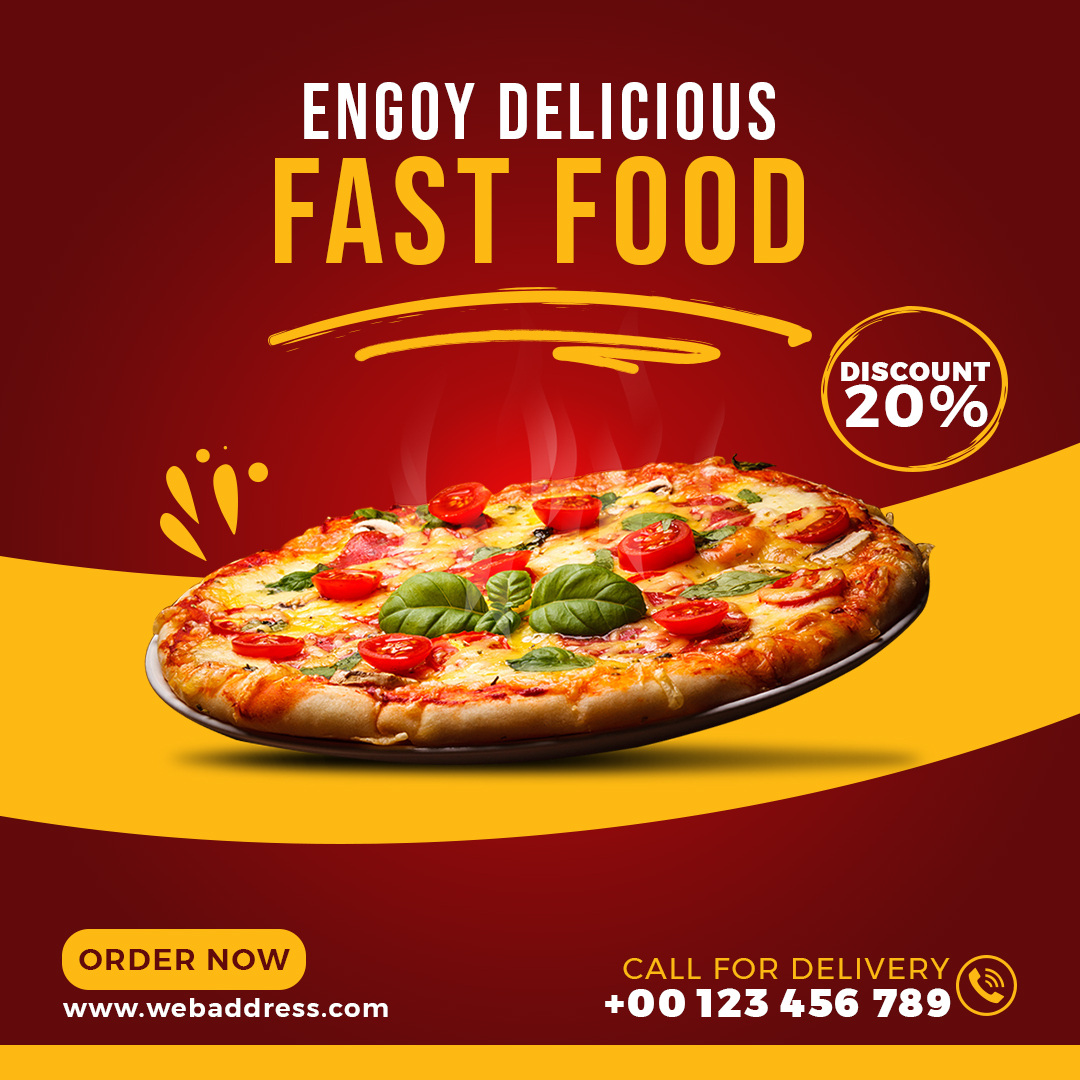 ENGOY DELICIOUS
FAST FOOD
DISCOUNT
20%
ORDER NOW
www.webaddress.com
CALL FOR DELIVERY
+00 123 456 789